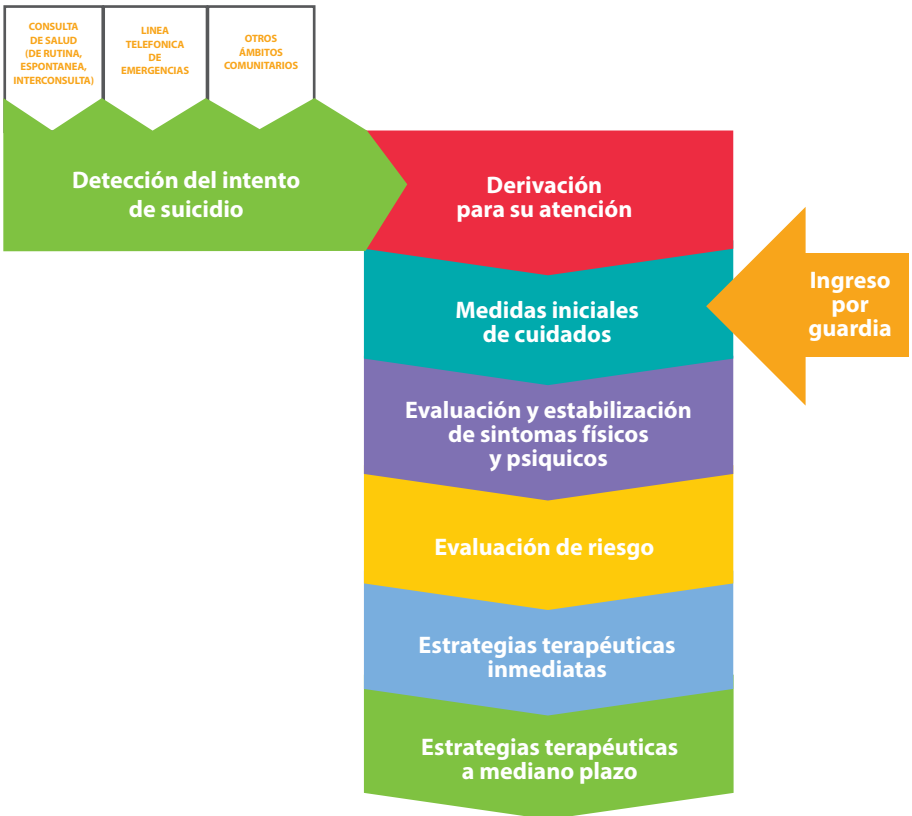 CONSULTA
DE SALUD
(DE RUTINA,
ESPONTANEA,
INTERCONSULTA)
LINEA
TELEFONICA
DE
EMERGENCIAS
OTROS
ÁMBITOS
COMUNITARIOS
Detección del intento
de suicidio
Derivación
para su atención
Ingreso
por
guardia
Medidas iniciales
de cuidados
Evaluación y estabilización
de sintomas físicos
y psiquicos
Evaluación de riesgo
Estrategias terapéuticas
inmediatas
Estrategias terapéuticas
a mediano plazo